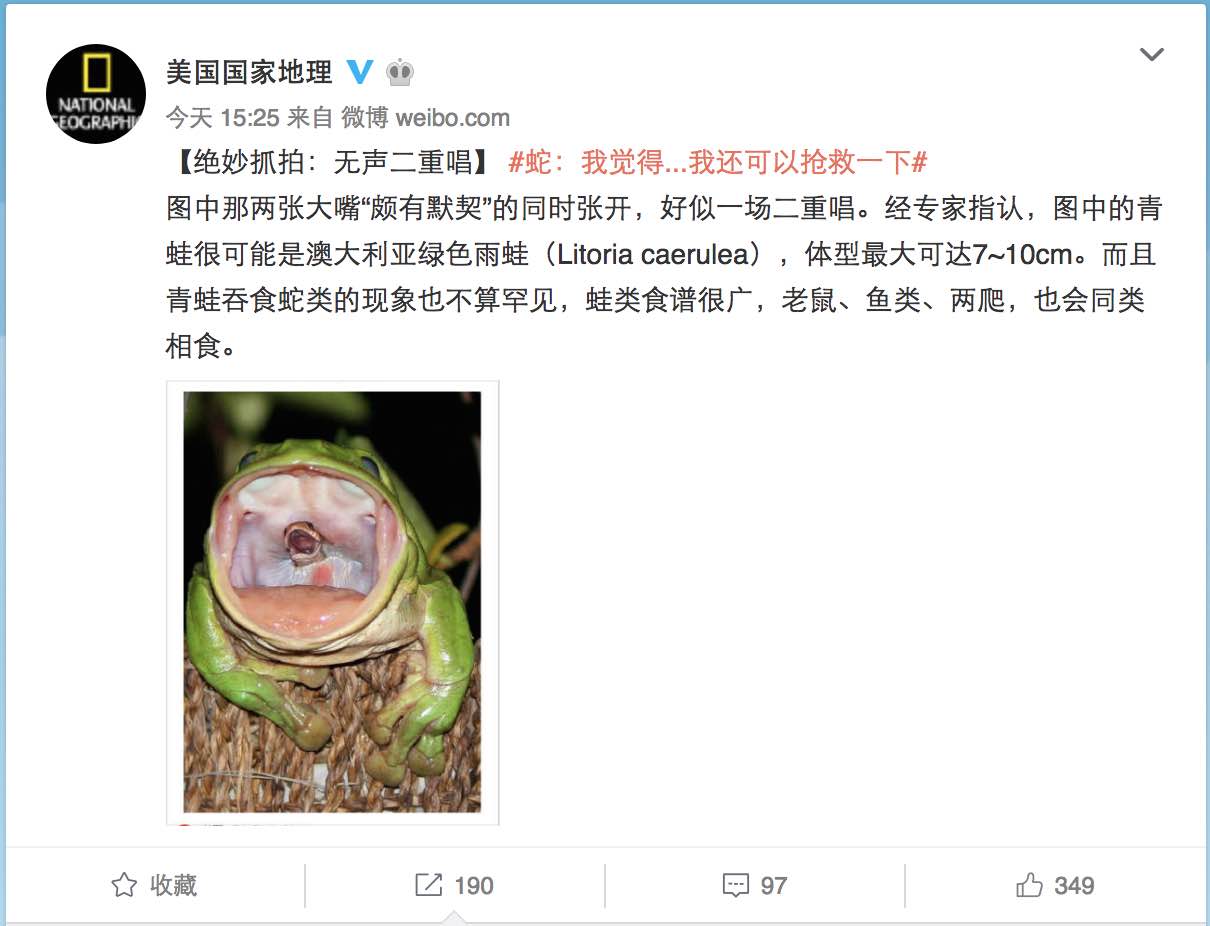 NATIONAL
GEOGRAPHI
美国国家地理
今天 15:25 来自 微博 weibo.com
【绝妙抓拍：无声二重唱】 #蛇：我觉得...我还可以抢救一下#
图中那两张大嘴“颇有默契”的同时张开，好似一场二重唱。经专家指认，图中的青
蛙很可能是澳大利亚绿色雨蛙（Litoria caerulea），体型最大可达7~10cm。而且
青蛙吞食蛇类的现象也不算罕见，蛙类食谱很广，老鼠、鱼类、两爬，也会同类
相食。
收藏
190
97
349